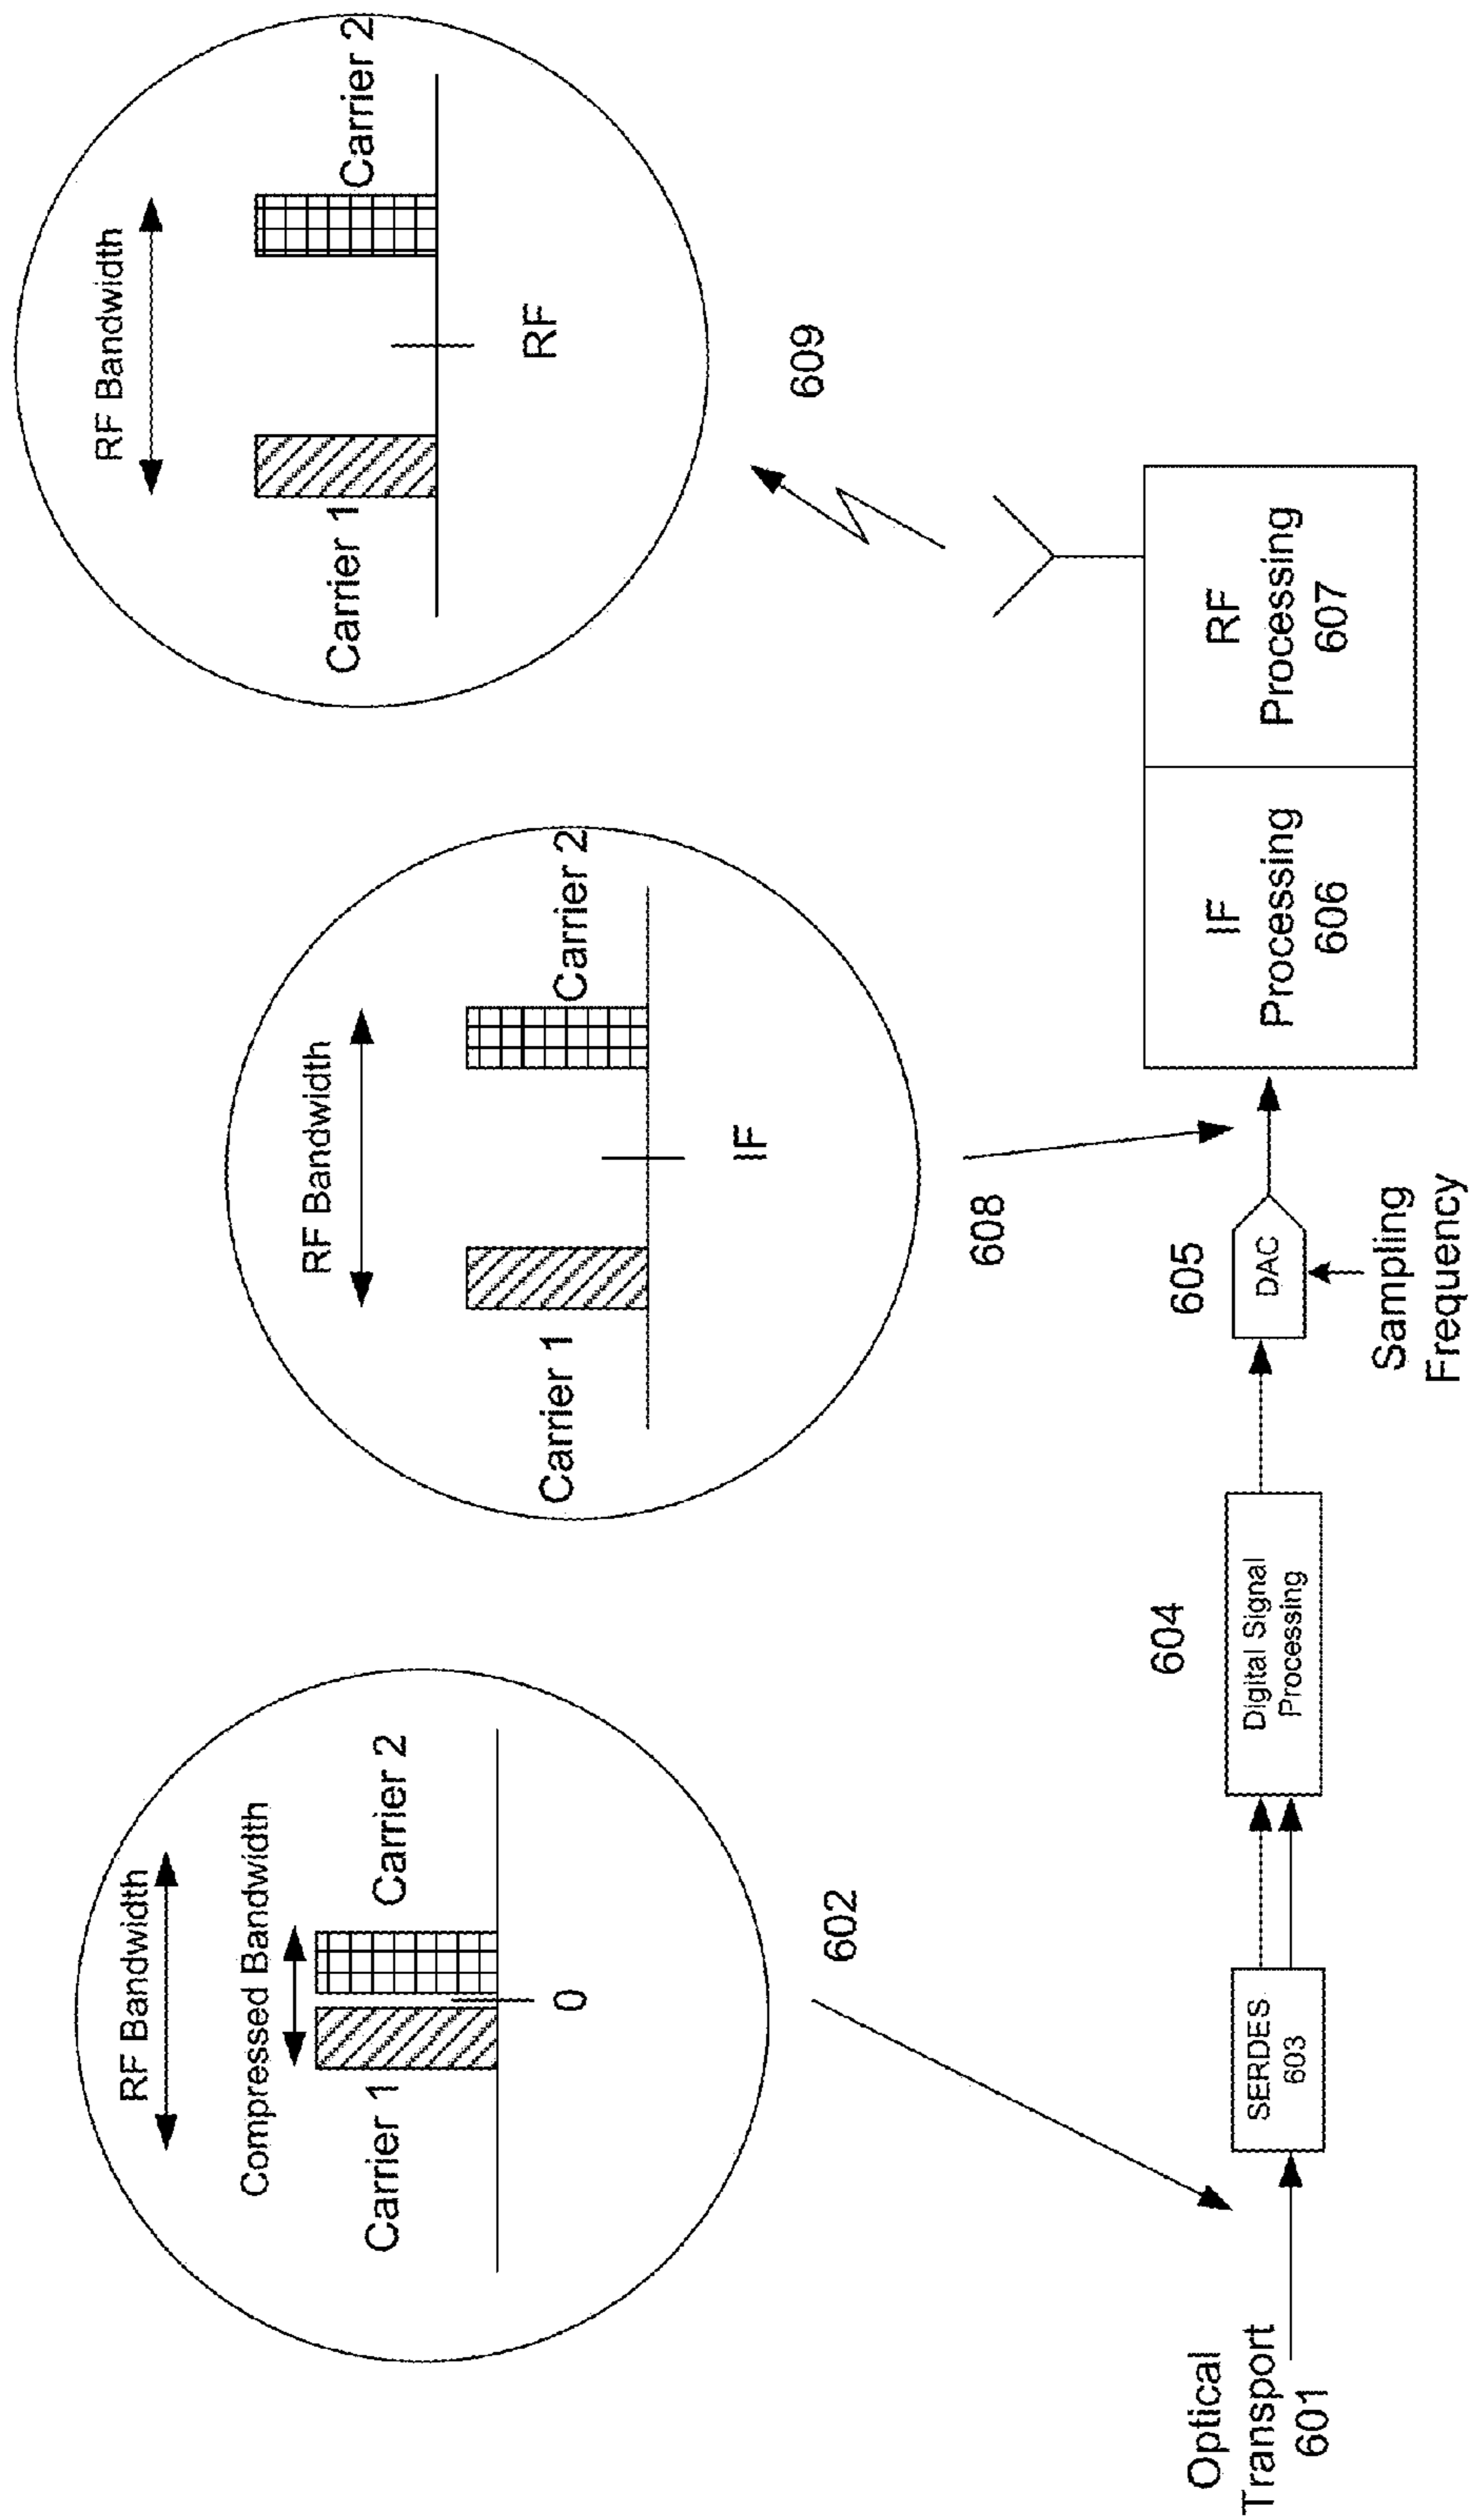 RF Bandwidth
Compressed Bandwidth
Carrier 1
Carrier 2
0
602
RF Bandwidth
Carrier 1
Carrier 2
IF
608
RF Bandwidth
Carrier 1
Carrier 2
RF
609
Optical
Transport
601
SERDES
603
604
Digital Signal
Processing
605
DAC
Sampling
Frequency
IF
Processing
606
RF
Processing
607